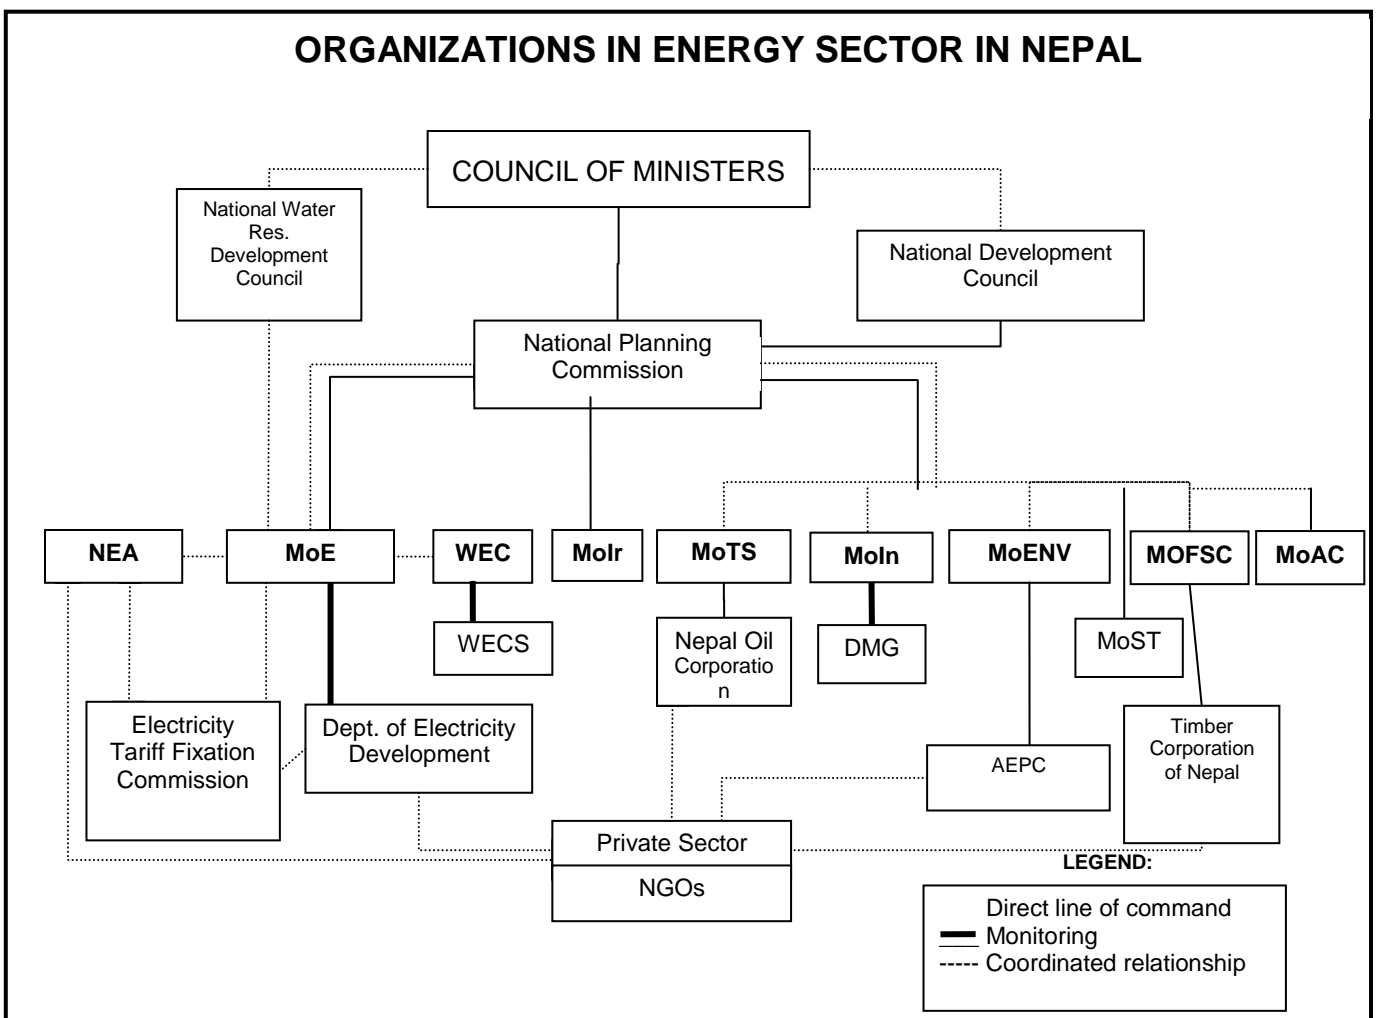 ORGANIZATIONS IN ENERGY SECTOR IN NEPAL
COUNCIL OF MINISTERS
National Water
Res.
Development
Council
National Development
Council
National Planning
Commission
NEA
MoE
WEC
MoIr
MoTS
MoIn
MoENV
MOFSC
MoAC
WECS
Nepal Oil
Corporatio
n
DMG
MoST
Electricity
Tariff Fixation
Commission
Dept. of Electricity
Development
AEPC
Timber
Corporation
of Nepal
Private Sector
NGOs
LEGEND:
Direct line of command
Monitoring
Coordinated relationship